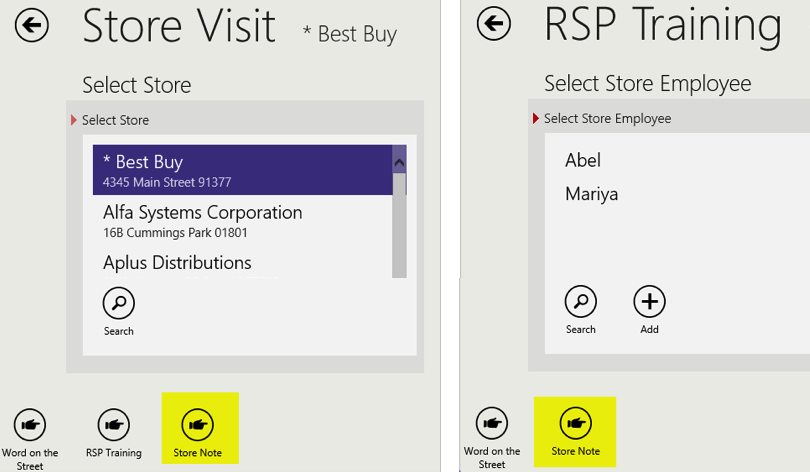 Store Visit * Best Buy
Select Store
Select Store
* Best Buy
4345 Main Street 91377
Alfa Systems Corporation
16B Cummings Park 01801
Aplus Distributions
Search
Word on the
Street
RSP Training
Store Note
RSP Training
Select Store Employee
Select Store Employee
Abel
Mariya
Search
Add
Word on the
Street
Store Note